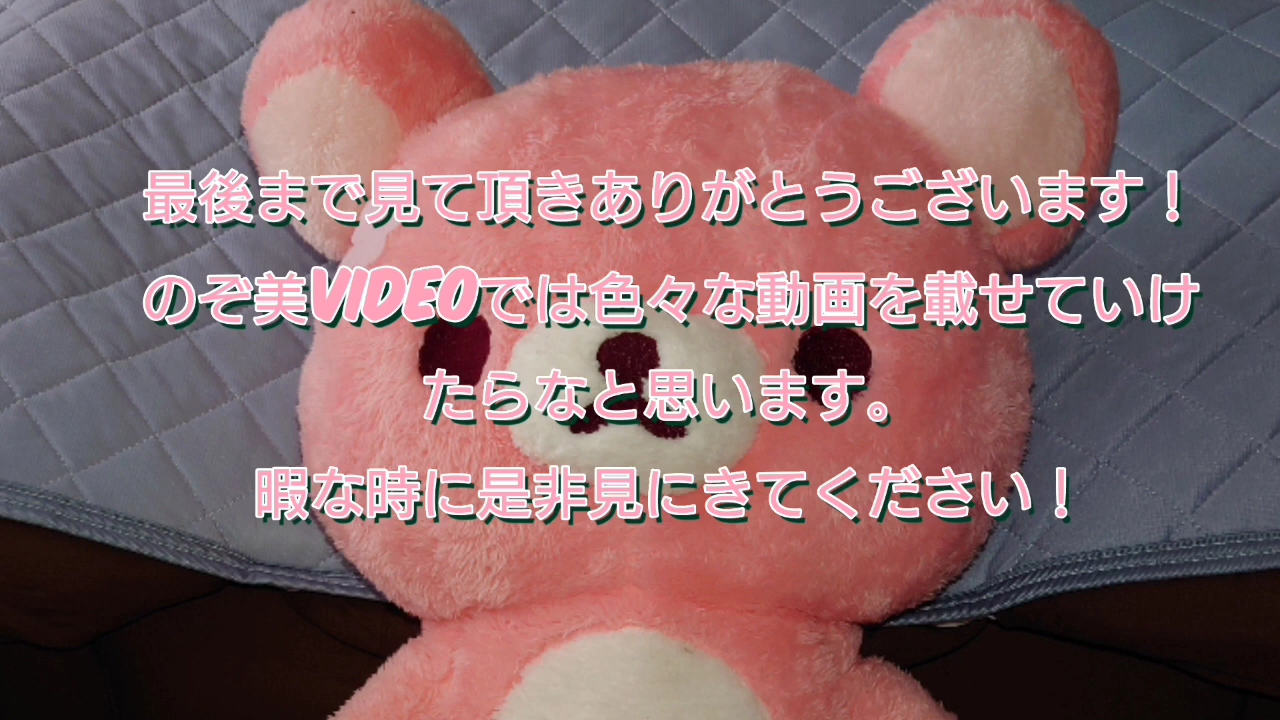 最後まで見て頂きありがとうございます！
のぞ美VIDEOでは色々な動画を載せていけ
たらなと思います。
暇な時に是非見にきてください！